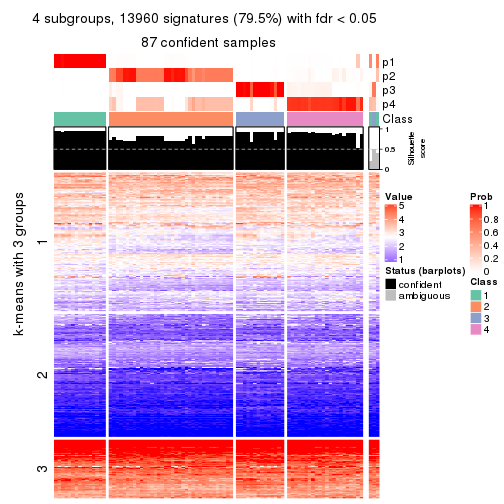 4 subgroups, 13960 signatures (79.5%) with fdr < 0.05
87 confident samples
p1
p2
p3
p4
Class
1
0.5
0
Silhouette
score
k-means with 3 groups
1
2
3
Value
5
4
3
2
1
Status (barplots)
confident
ambiguous
Prob
1
0.8
0.6
0.4
0.2
0
Class
1
2
3
4